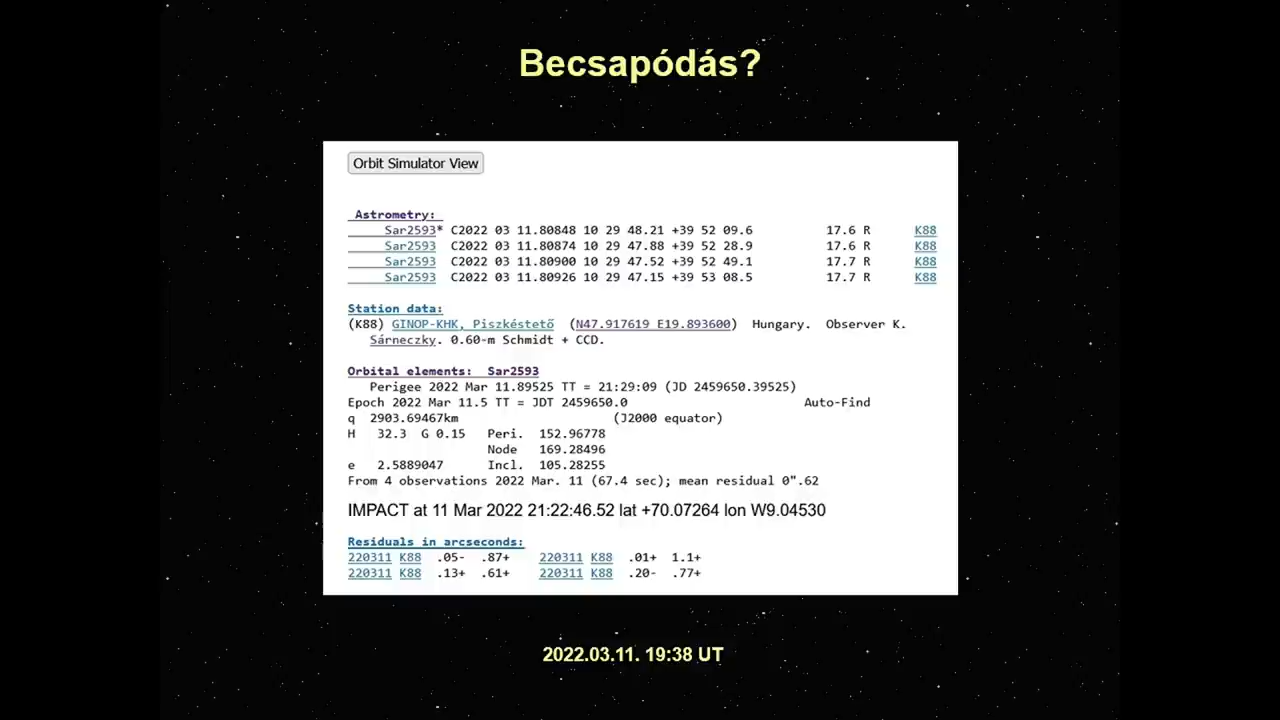 Becsapódás?
Orbit Simulator View
Astrometry:
Sar2593* C2022 03 11.80848 10 29 48.21 +39 52 09.6 17.6 R K88
Sar2593 C2022 03 11.80874 10 29 47.88 +39 52 28.9 17.6 R K88
Sar2593 C2022 03 11.80900 10 29 47.52 +39 52 49.1 17.7 R K88
Sar2593 C2022 03 11.80926 10 29 47.15 +39 53 08.5 17.7 R K88
Station data:
(K88) GINOP-KHK, Piszkéstető (N47.917619 E19.893600) Hungary. Observer K.
Sárneczky. 0.60-m Schmidt + CCD.
Orbital elements: Sar2593
Perigee 2022 Mar 11.89525 TT = 21:29:09 (JD 2459650.39525)
Epoch 2022 Mar 11.5 TT = JDT 2459650.0 Auto-Find
q 2903.69467km (J2000 equator)
H 32.3 G 0.15 Peri. 152.96778
Node 169.28496
e 2.5889047 Incl. 105.28255
From 4 observations 2022 Mar. 11 (67.4 sec); mean residual 0".62
IMPACT at 11 Mar 2022 21:22:46.52 lat +70.07264 lon W9.04530
Residuals in arcseconds:
220311 K88 .05- .87+ 220311 K88 .01+ 1.1+
220311 K88 .13+ .61+ 220311 K88 .20- .77+
2022.03.11. 19:38 UT